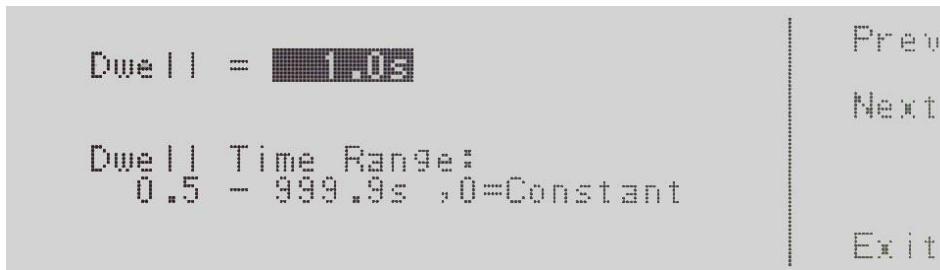 Dwell = 1.0s
Dwell Time Range:
0.5 - 999.9s ,0=Constant
Prev
Next
Exit